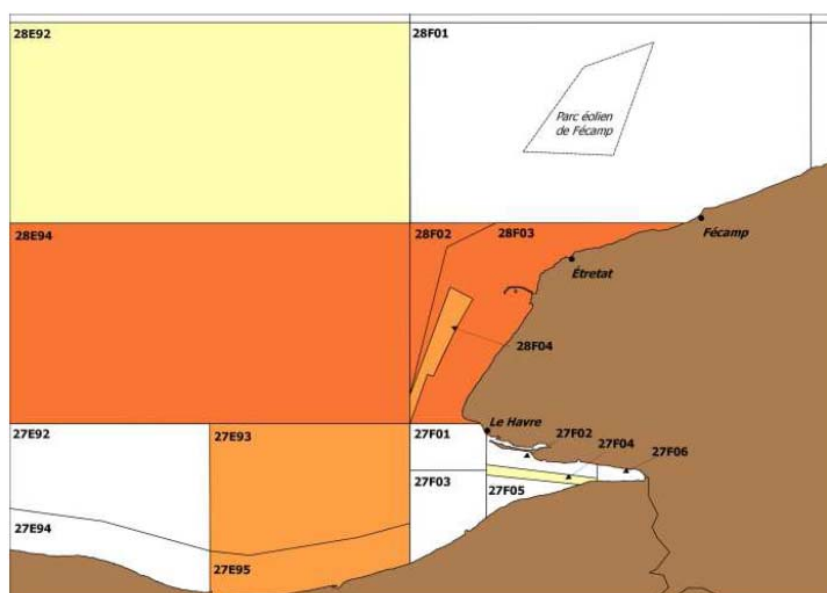 28E92
28F01
Parc éolien
de Fécamp
28E94
28F02
28F03
Fécamp
Étretat
28F04
Le Havre
27E92
27E93
27F01
27F02
27F04
27F06
27F03
27F05
27E94
27E95